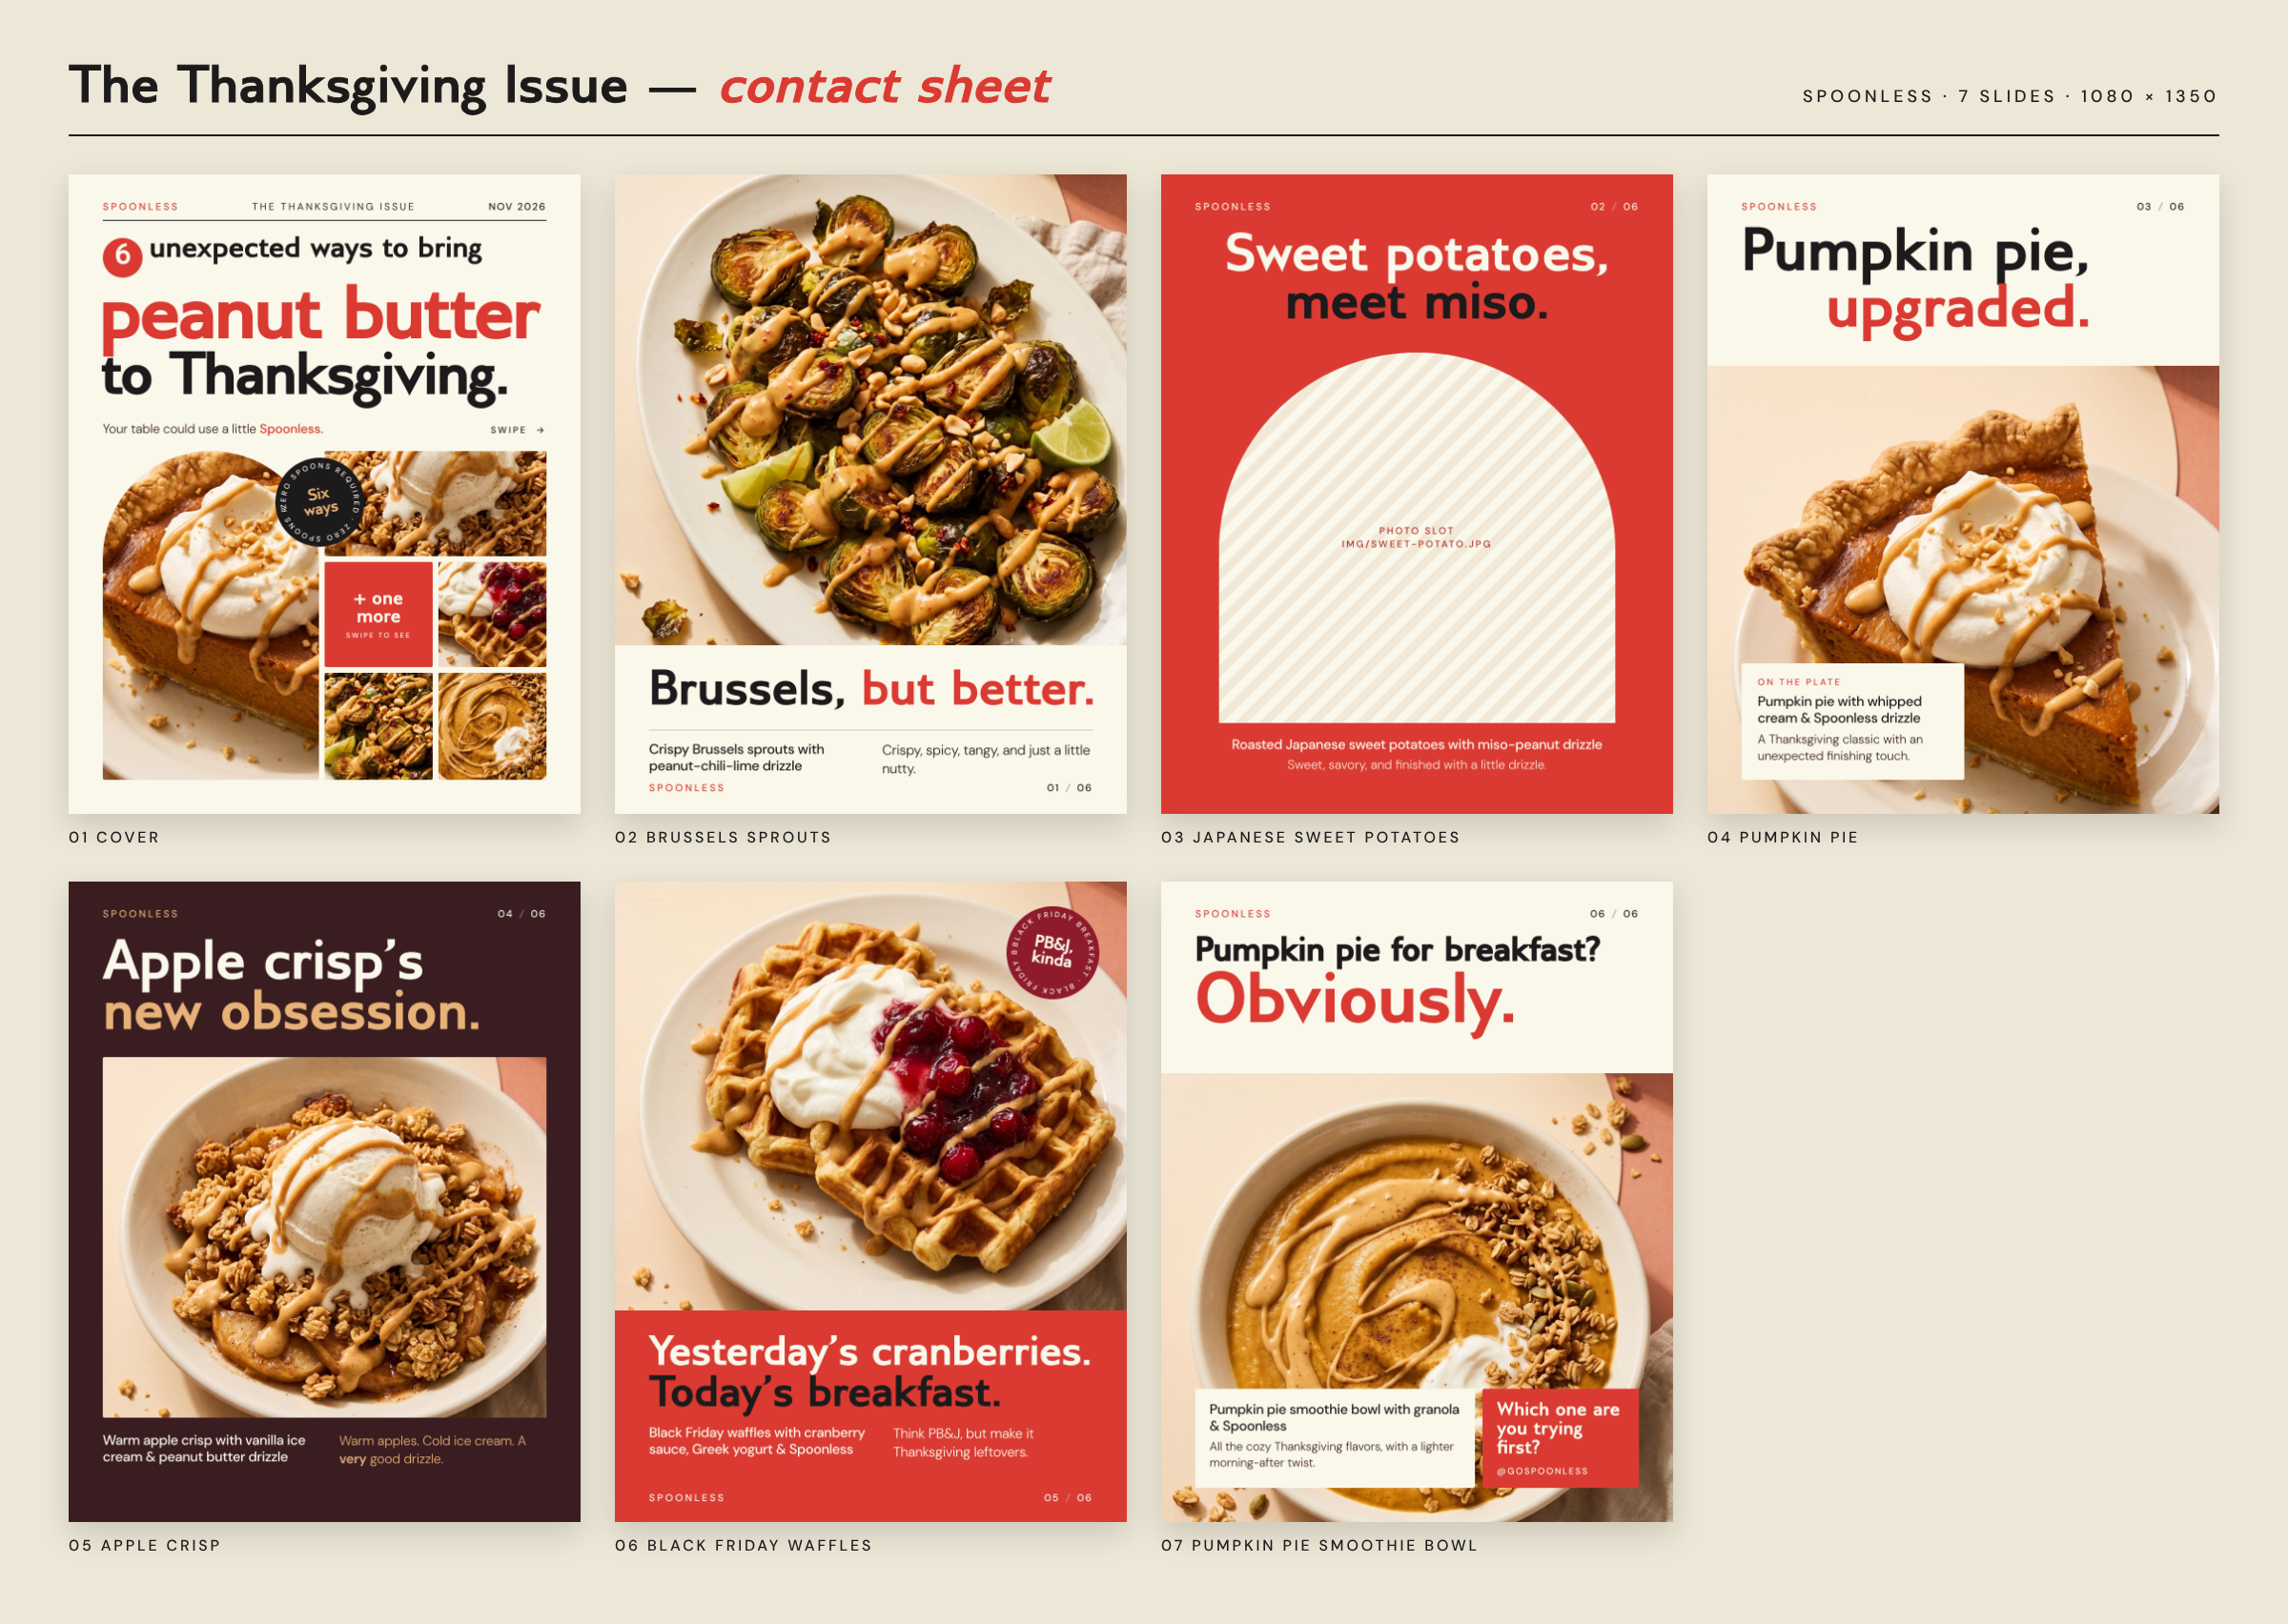 The Thanksgiving Issue — contact sheet
SPOONLESS · 7 SLIDES · 1080 × 1350
SPOONLESS THE THANKSGIVING ISSUE NOV 2026
6 unexpected ways to bring
peanut butter
to Thanksgiving.
Your table could use a little Spoonless. SWIPE →
ZERO SPOONS REQUIRED · ZERO SPOONS R
Six
ways
+ one
more
SWIPE TO SEE
01 COVER
Brussels, but better.
Crispy Brussels sprouts with
peanut-chili-lime drizzle
Crispy, spicy, tangy, and just a little
nutty.
SPOONLESS 01 / 06
02 BRUSSELS SPROUTS
SPOONLESS 02 / 06
Sweet potatoes,
meet miso.
PHOTO SLOT
IMG/SWEET-POTATO.JPG
Roasted Japanese sweet potatoes with miso-peanut drizzle
Sweet, savory, and finished with a little drizzle.
03 JAPANESE SWEET POTATOES
SPOONLESS 03 / 06
Pumpkin pie,
upgraded.
ON THE PLATE
Pumpkin pie with whipped
cream & Spoonless drizzle
A Thanksgiving classic with an
unexpected finishing touch.
04 PUMPKIN PIE
SPOONLESS 04 / 06
Apple crisp’s
new obsession.
Warm apple crisp with vanilla ice
cream & peanut butter drizzle
Warm apples. Cold ice cream. A
very good drizzle.
05 APPLE CRISP
BLACK FRIDAY BREAKFAST · BLACK FRIDAY B
PB&J,
kinda
Yesterday’s cranberries.
Today’s breakfast.
Black Friday waffles with cranberry
sauce, Greek yogurt & Spoonless
Think PB&J, but make it
Thanksgiving leftovers.
SPOONLESS 05 / 06
06 BLACK FRIDAY WAFFLES
SPOONLESS 06 / 06
Pumpkin pie for breakfast?
Obviously.
Pumpkin pie smoothie bowl with granola
& Spoonless
All the cozy Thanksgiving flavors, with a lighter
morning-after twist.
Which one are
you trying
first?
@GOSPOONLESS
07 PUMPKIN PIE SMOOTHIE BOWL